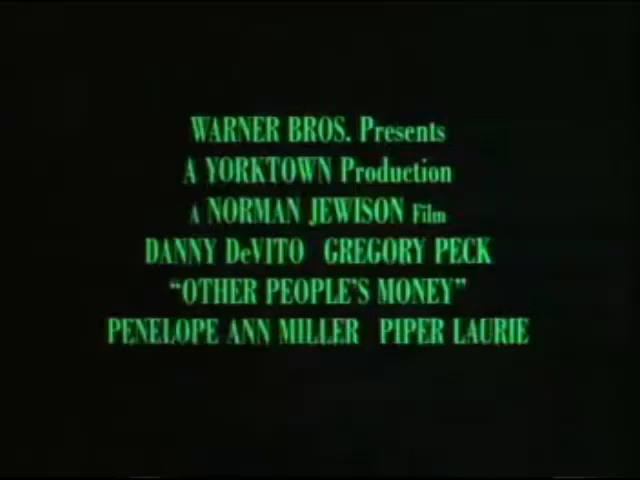 WARNER BROS. Presents
A YORKTOWN Production
A NORMAN JEWISON Film
DANNY DeVITO GREGORY PECK
“OTHER PEOPLE'S MONEY”
PENELOPE ANN MILLER PIPER LAURIE